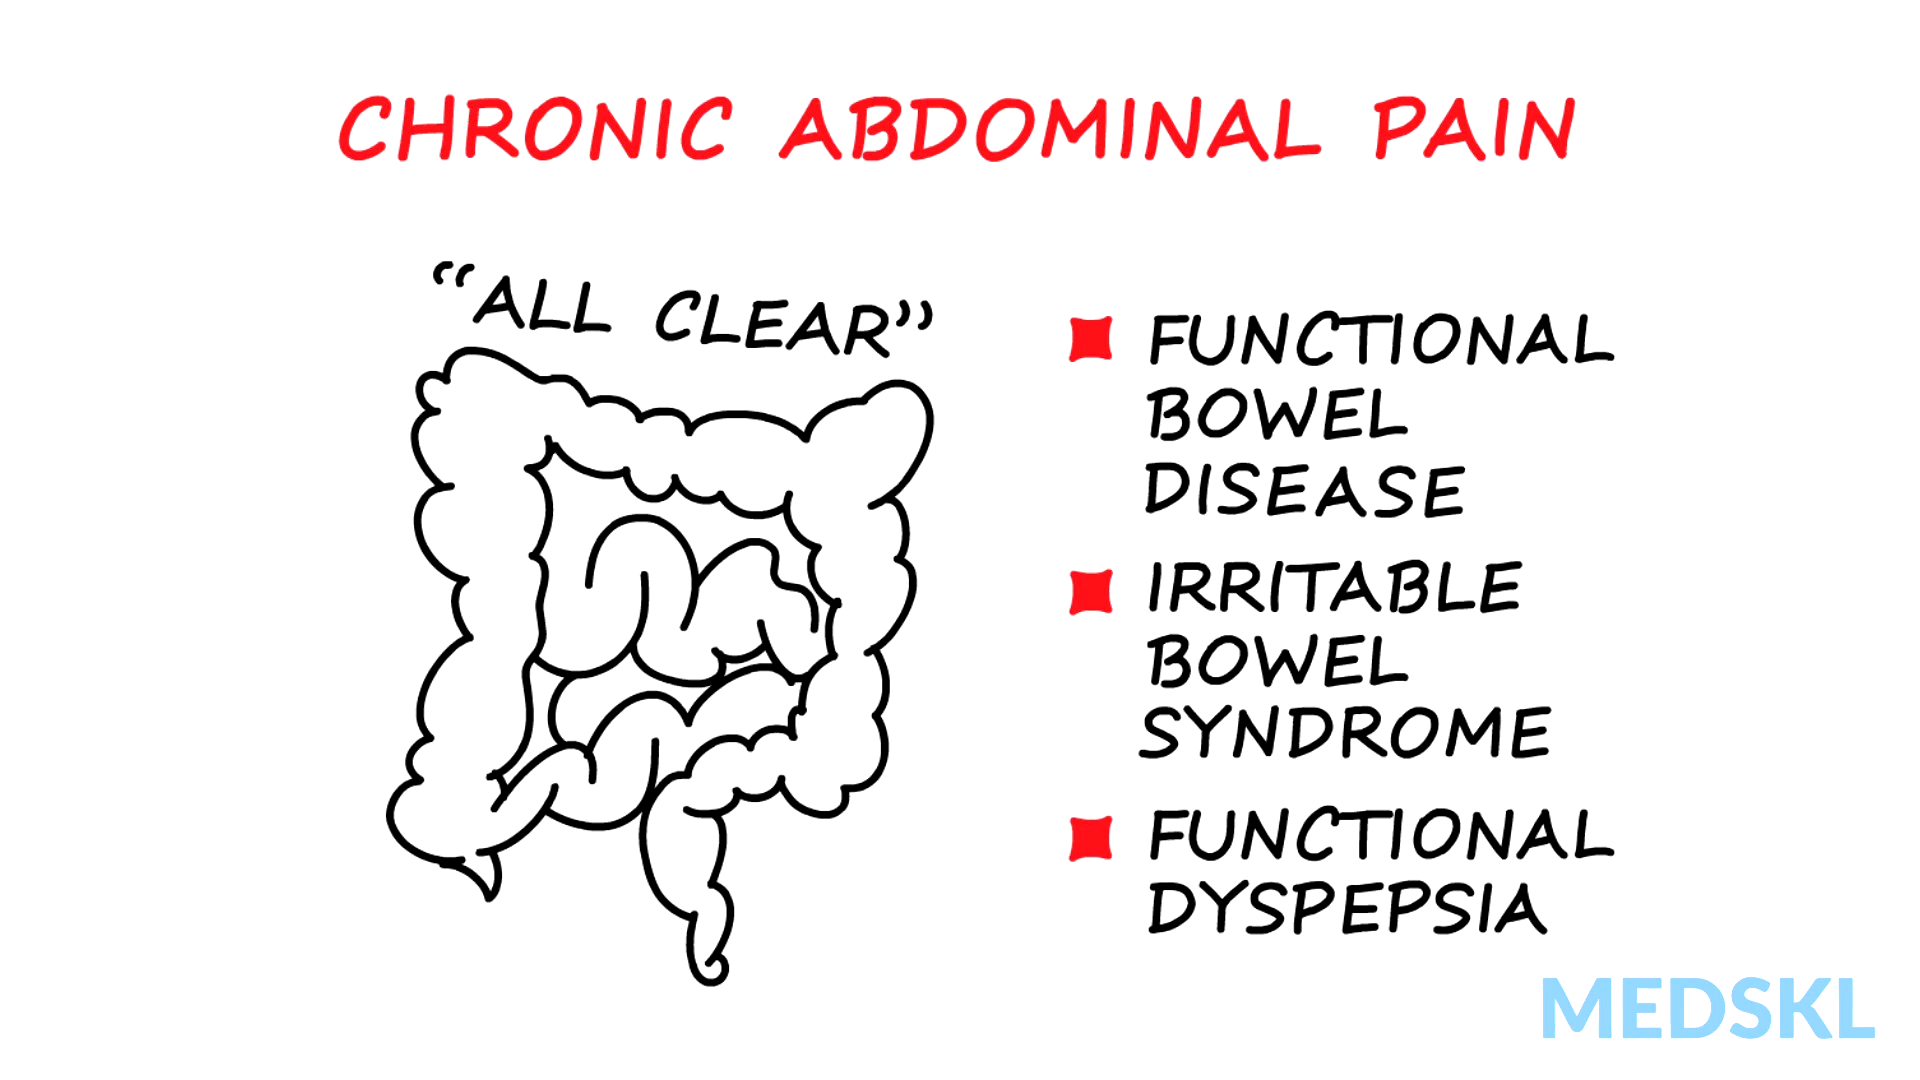 CHRONIC ABDOMINAL PAIN
“ALL CLEAR”
FUNCTIONAL
BOWEL
DISEASE
IRRITABLE
BOWEL
SYNDROME
FUNCTIONAL
DYSPEPSIA
MEDSKL